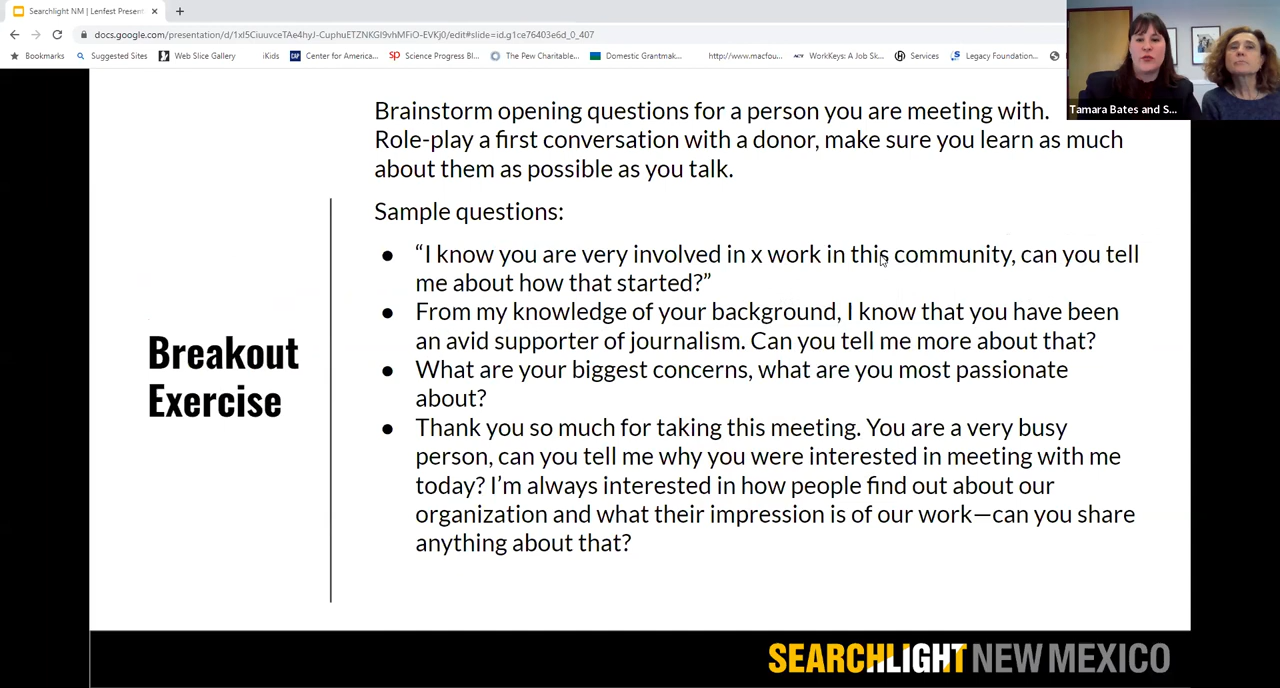 Searchlight NM | Lenfest Present
docs.google.com/presentation/d/1xI5CiuuvceTAe4hyJ-CuphuETZNKGI9vhMFiO-EVKj0/edit#slide=id.g1ce76403e6d_0_407
Bookmarks Suggested Sites Web Slice Gallery iKids Center for America... Science Progress Bl... The Pew Charitable... Domestic Grantmak... http://www.macfou... WorkKeys: A Job Sk... Services Legacy Foundation...
Tamara Bates and S...
Brainstorm opening questions for a person you are meeting with.
Role-play a first conversation with a donor, make sure you learn as much
about them as possible as you talk.
Sample questions:
● “I know you are very involved in x work in this community, can you tell
me about how that started?”
● From my knowledge of your background, I know that you have been
an avid supporter of journalism. Can you tell me more about that?
● What are your biggest concerns, what are you most passionate
about?
● Thank you so much for taking this meeting. You are a very busy
person, can you tell me why you were interested in meeting with me
today? I’m always interested in how people find out about our
organization and what their impression is of our work—can you share
anything about that?
Breakout
Exercise
SEARCHLIGHT NEW MEXICO